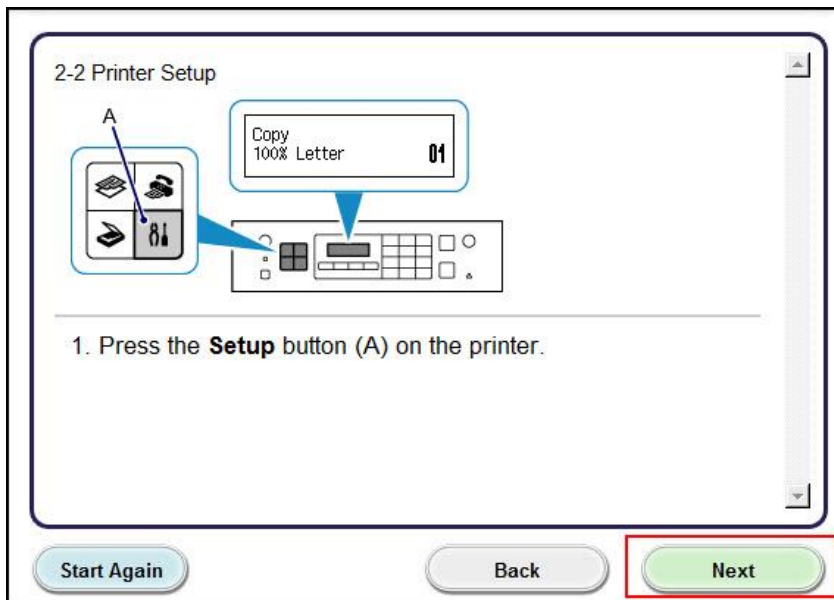 2-2 Printer Setup
A
Copy
100% Letter 01
1. Press the Setup button (A) on the printer.
Start Again
Back
Next